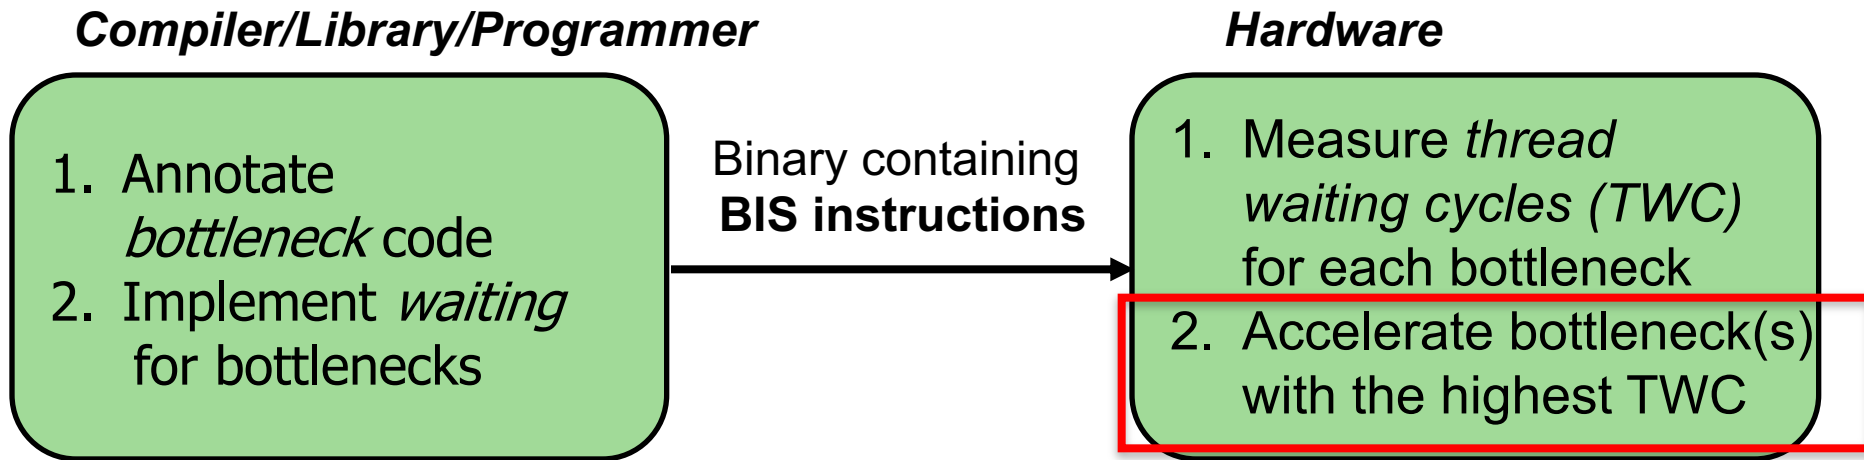 Compiler/Library/Programmer
1. Annotate
bottleneck code
2. Implement waiting
for bottlenecks
Binary containing
BIS instructions
Hardware
1. Measure thread
waiting cycles (TWC)
for each bottleneck
2. Accelerate bottleneck(s)
with the highest TWC